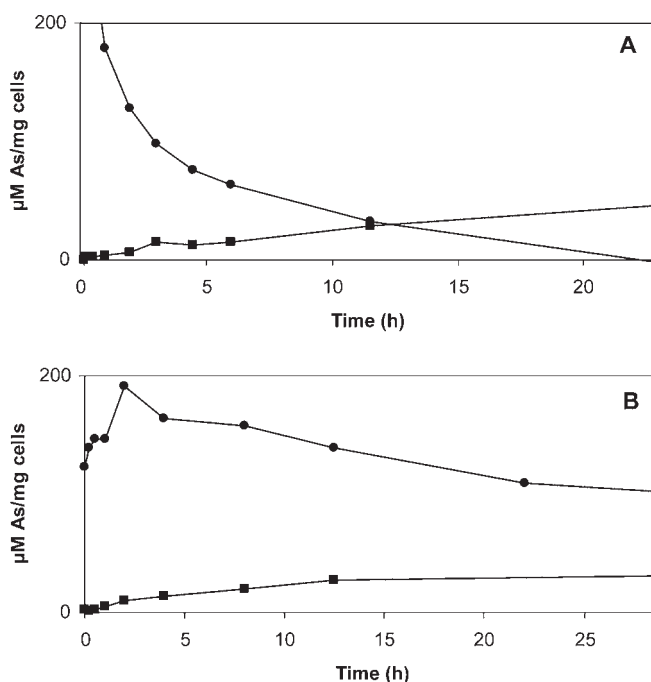 200
A
µM As/mg cells
0
0 5 10 15 20
Time (h)
200
B
µM As/mg cells
0
0 5 10 15 20 25
Time (h)